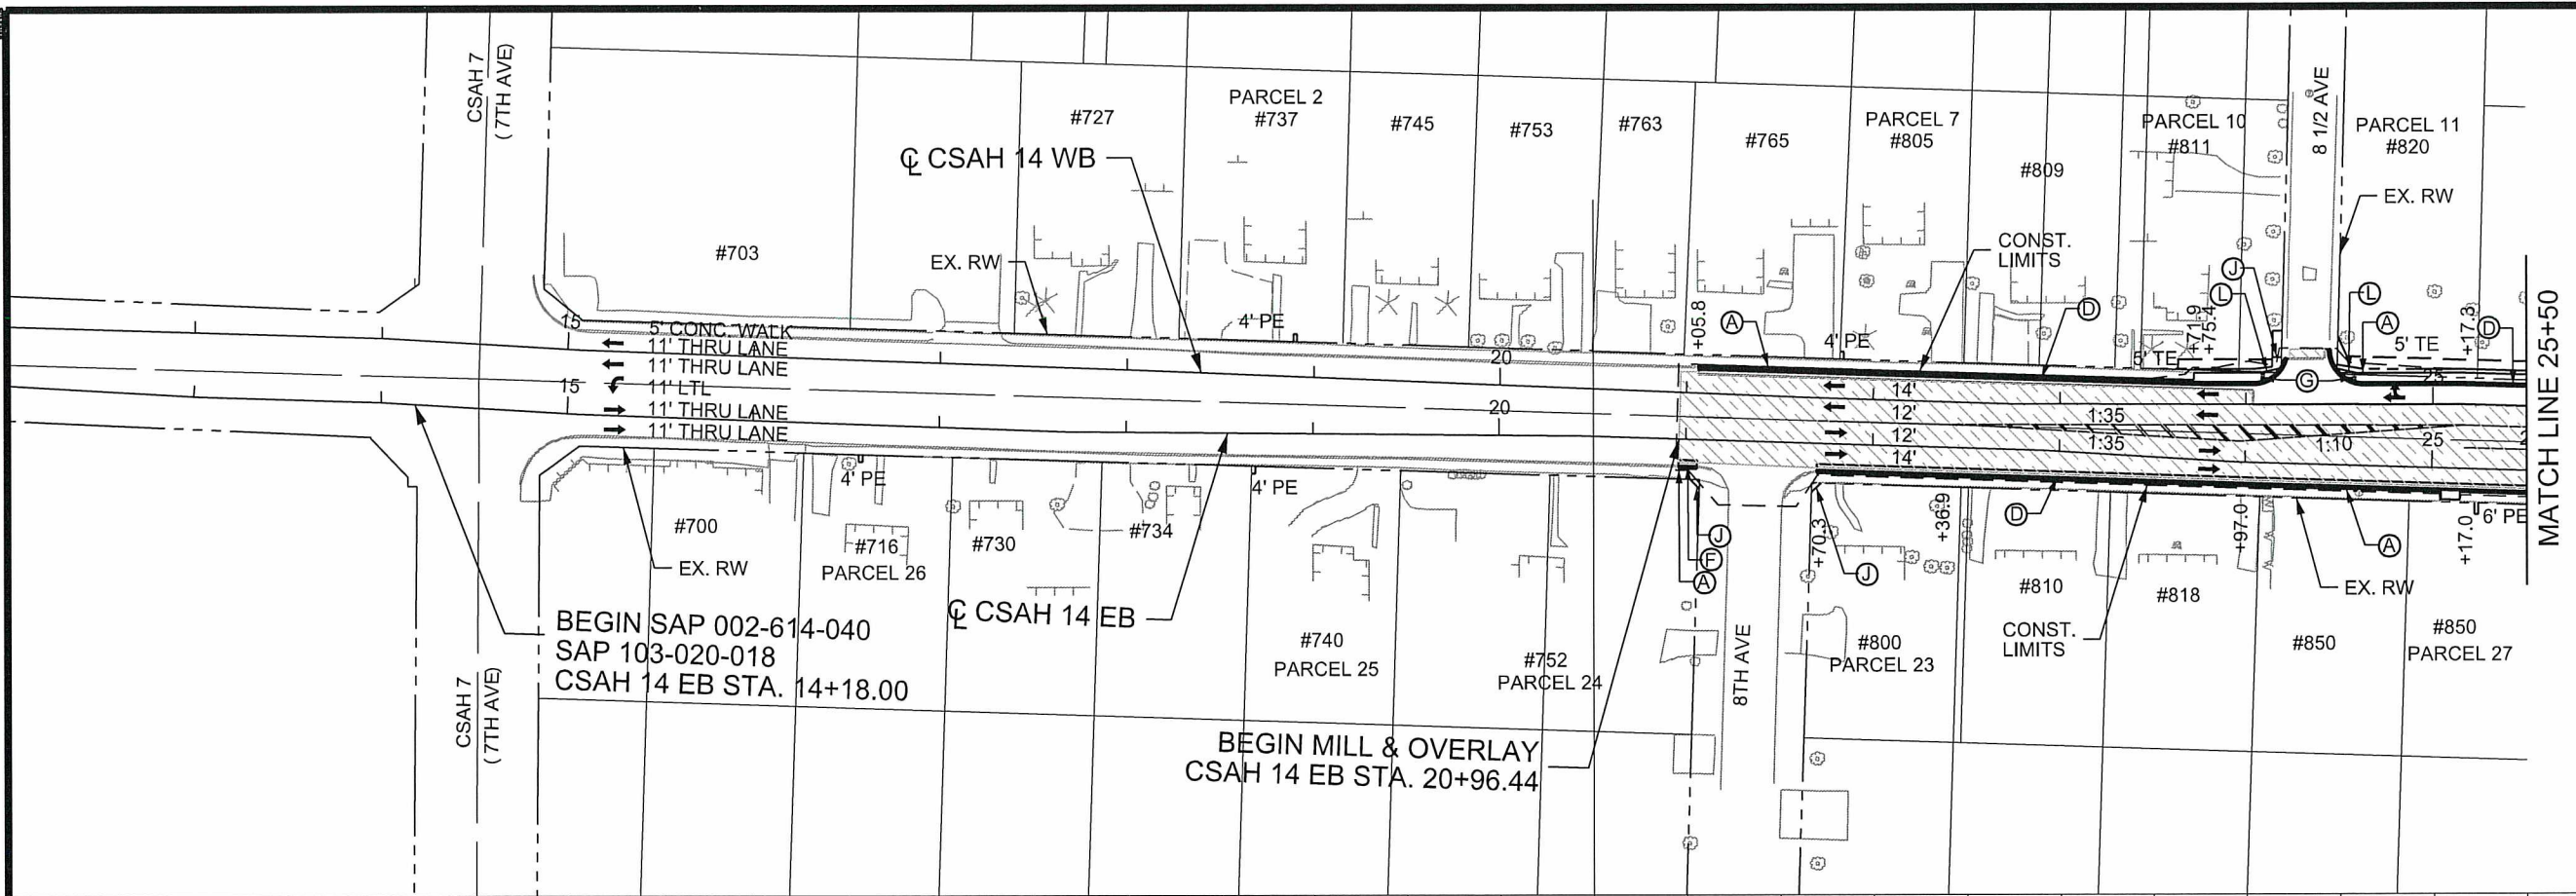 CSAH 7
( 7TH AVE)
#703
#727
PARCEL 2
#737
#745
#753
#763
#765
PARCEL 7
#805
#809
PARCEL 10
#811
8 1/2 AVE
PARCEL 11
#820
EX. RW
℄ CSAH 14 WB
EX. RW
CONST.
LIMITS
4' PE
+05.8
A
4' PE
D
5' TE
+71.9
+75.4
J
L
L
A
5' TE
+17.3
D
G
MATCH LINE 25+50
15
5' CONC. WALK
11' THRU LANE
11' THRU LANE
15
11' LTL
11' THRU LANE
11' THRU LANE
20
20
14'
12'
12'
14'
1:35
1:35
1:10
25
25
4' PE
4' PE
#700
EX. RW
#716
PARCEL 26
#730
#734
℄ CSAH 14 EB
#740
PARCEL 25
#752
PARCEL 24
J
F
A
8TH AVE
+70.3
J
+36.9
#800
PARCEL 23
D
#810
CONST.
LIMITS
#818
+97.0
A
EX. RW
#850
+17.0
6' PE
#850
PARCEL 27
BEGIN SAP 002-614-040
SAP 103-020-018
CSAH 14 EB STA. 14+18.00
CSAH 7
( 7TH AVE)
BEGIN MILL & OVERLAY
CSAH 14 EB STA. 20+96.44